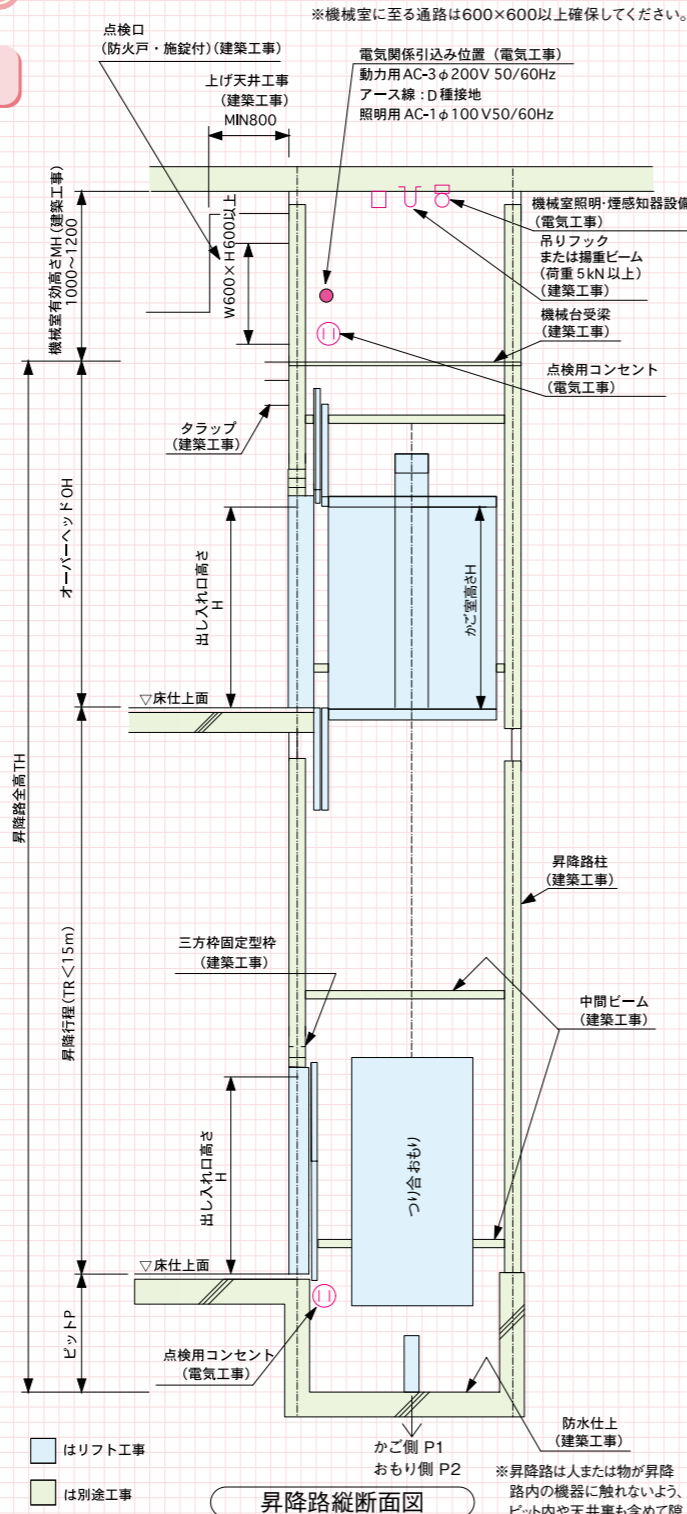 ※機械室に至る通路は600×600以上確保してください。
点検口
(防火戸・施錠付)(建築工事)
上げ天井工事
(建築工事)
MIN800
電気関係引込み位置(電気工事)
動力用AC-3φ200V 50/60Hz
アース線：D種接地
照明用AC-1φ100V50/60Hz
機械室有効高さMH(建築工事)
1000〜1200
W600×H600以上
機械室照明・煙感知器設備
(電気工事)
吊りフック
または揚重ビーム
(荷重5kN以上)
(建築工事)
機械台受梁
(建築工事)
点検用コンセント
(電気工事)
タラップ
(建築工事)
オーバーヘッドOH
出し入れ口高さ
H
かご室高さH
▽床仕上面
昇降路全高TH
昇降路柱
(建築工事)
三方枠固定型枠
(建築工事)
昇降行程(TR＜15m)
中間ビーム
(建築工事)
出し入れ口高さ
H
つり合おもり
▽床仕上面
ピットP
点検用コンセント
(電気工事)
防水仕上
(建築工事)
かご側 P1
おもり側 P2
はリフト工事
は別途工事
昇降路縦断面図
※昇降路は人または物が昇降
路内の機器に触れないよう、
ピット内や天井裏も含めて隙